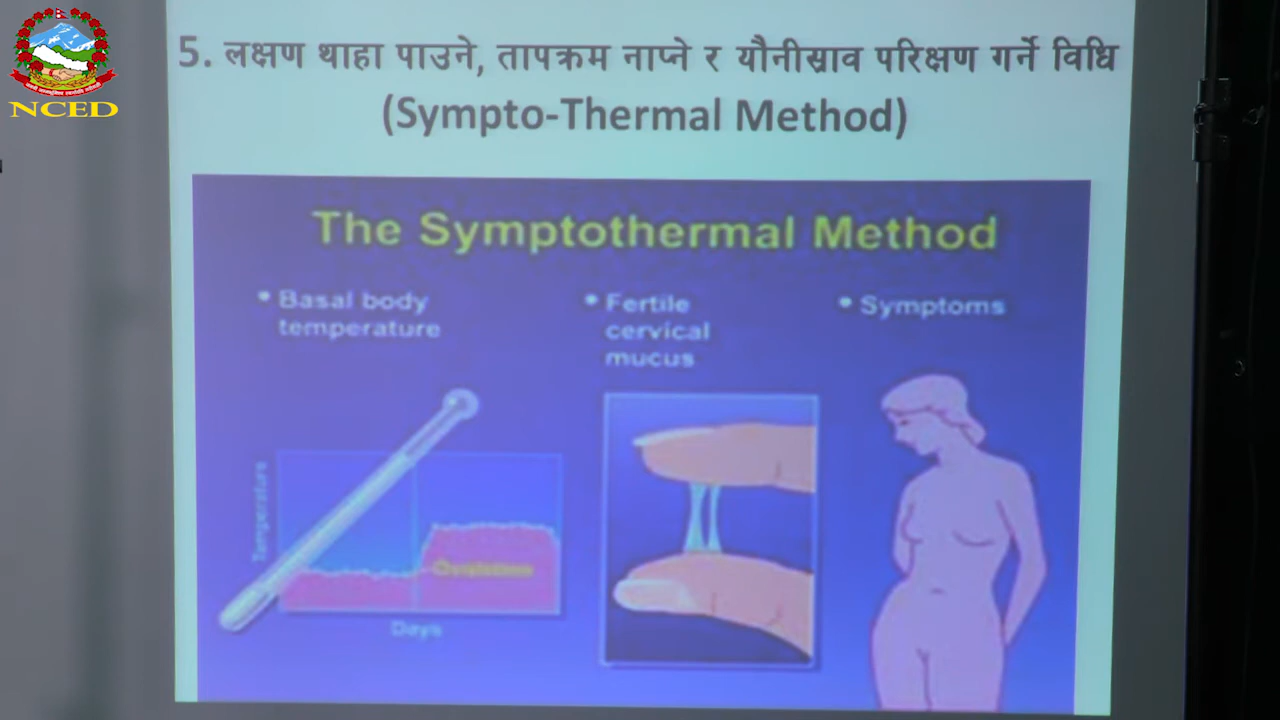 NCED
5. लक्षण थाहा पाउने, तापक्रम नाप्ने र यौनीस्राव परिक्षण गर्ने विधि
(Sympto-Thermal Method)
The Symptothermal Method
• Basal body
temperature
• Fertile
cervical
mucus
• Symptoms
Temperature
Ovulation
Days